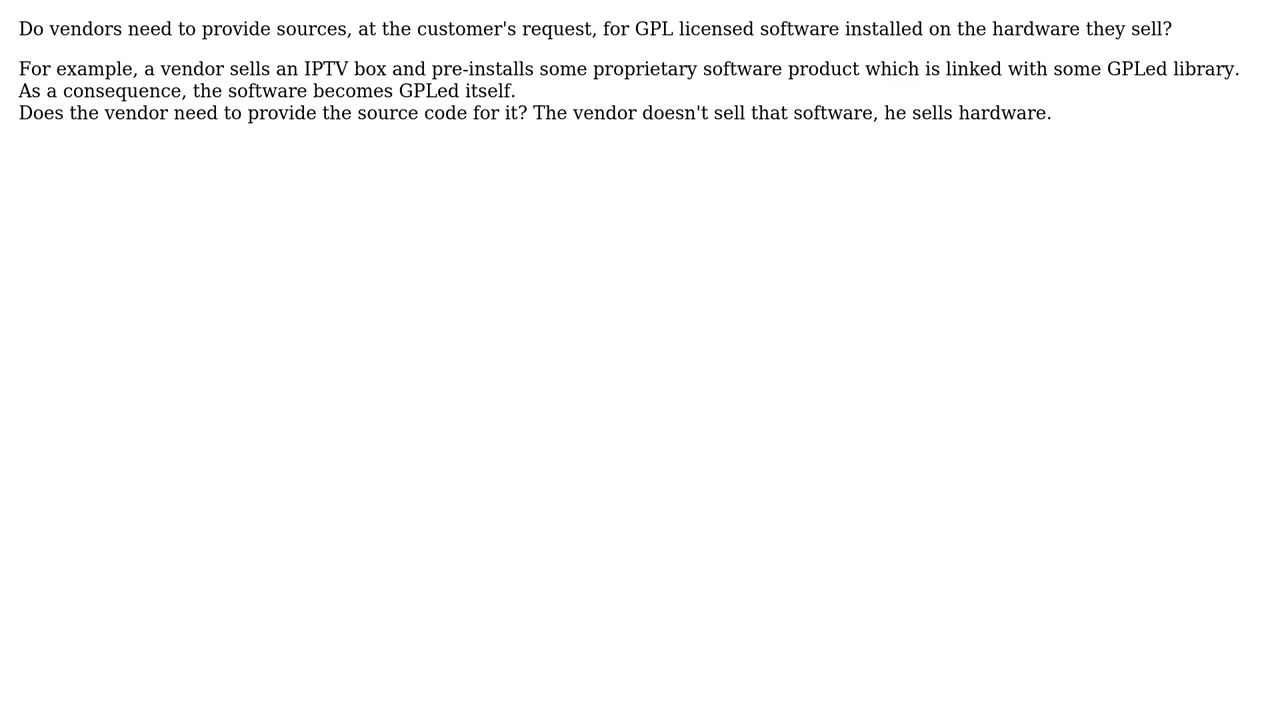 Do vendors need to provide sources, at the customer's request, for GPL licensed software installed on the hardware they sell?
For example, a vendor sells an IPTV box and pre-installs some proprietary software product which is linked with some GPLed library.
As a consequence, the software becomes GPLed itself.
Does the vendor need to provide the source code for it? The vendor doesn't sell that software, he sells hardware.